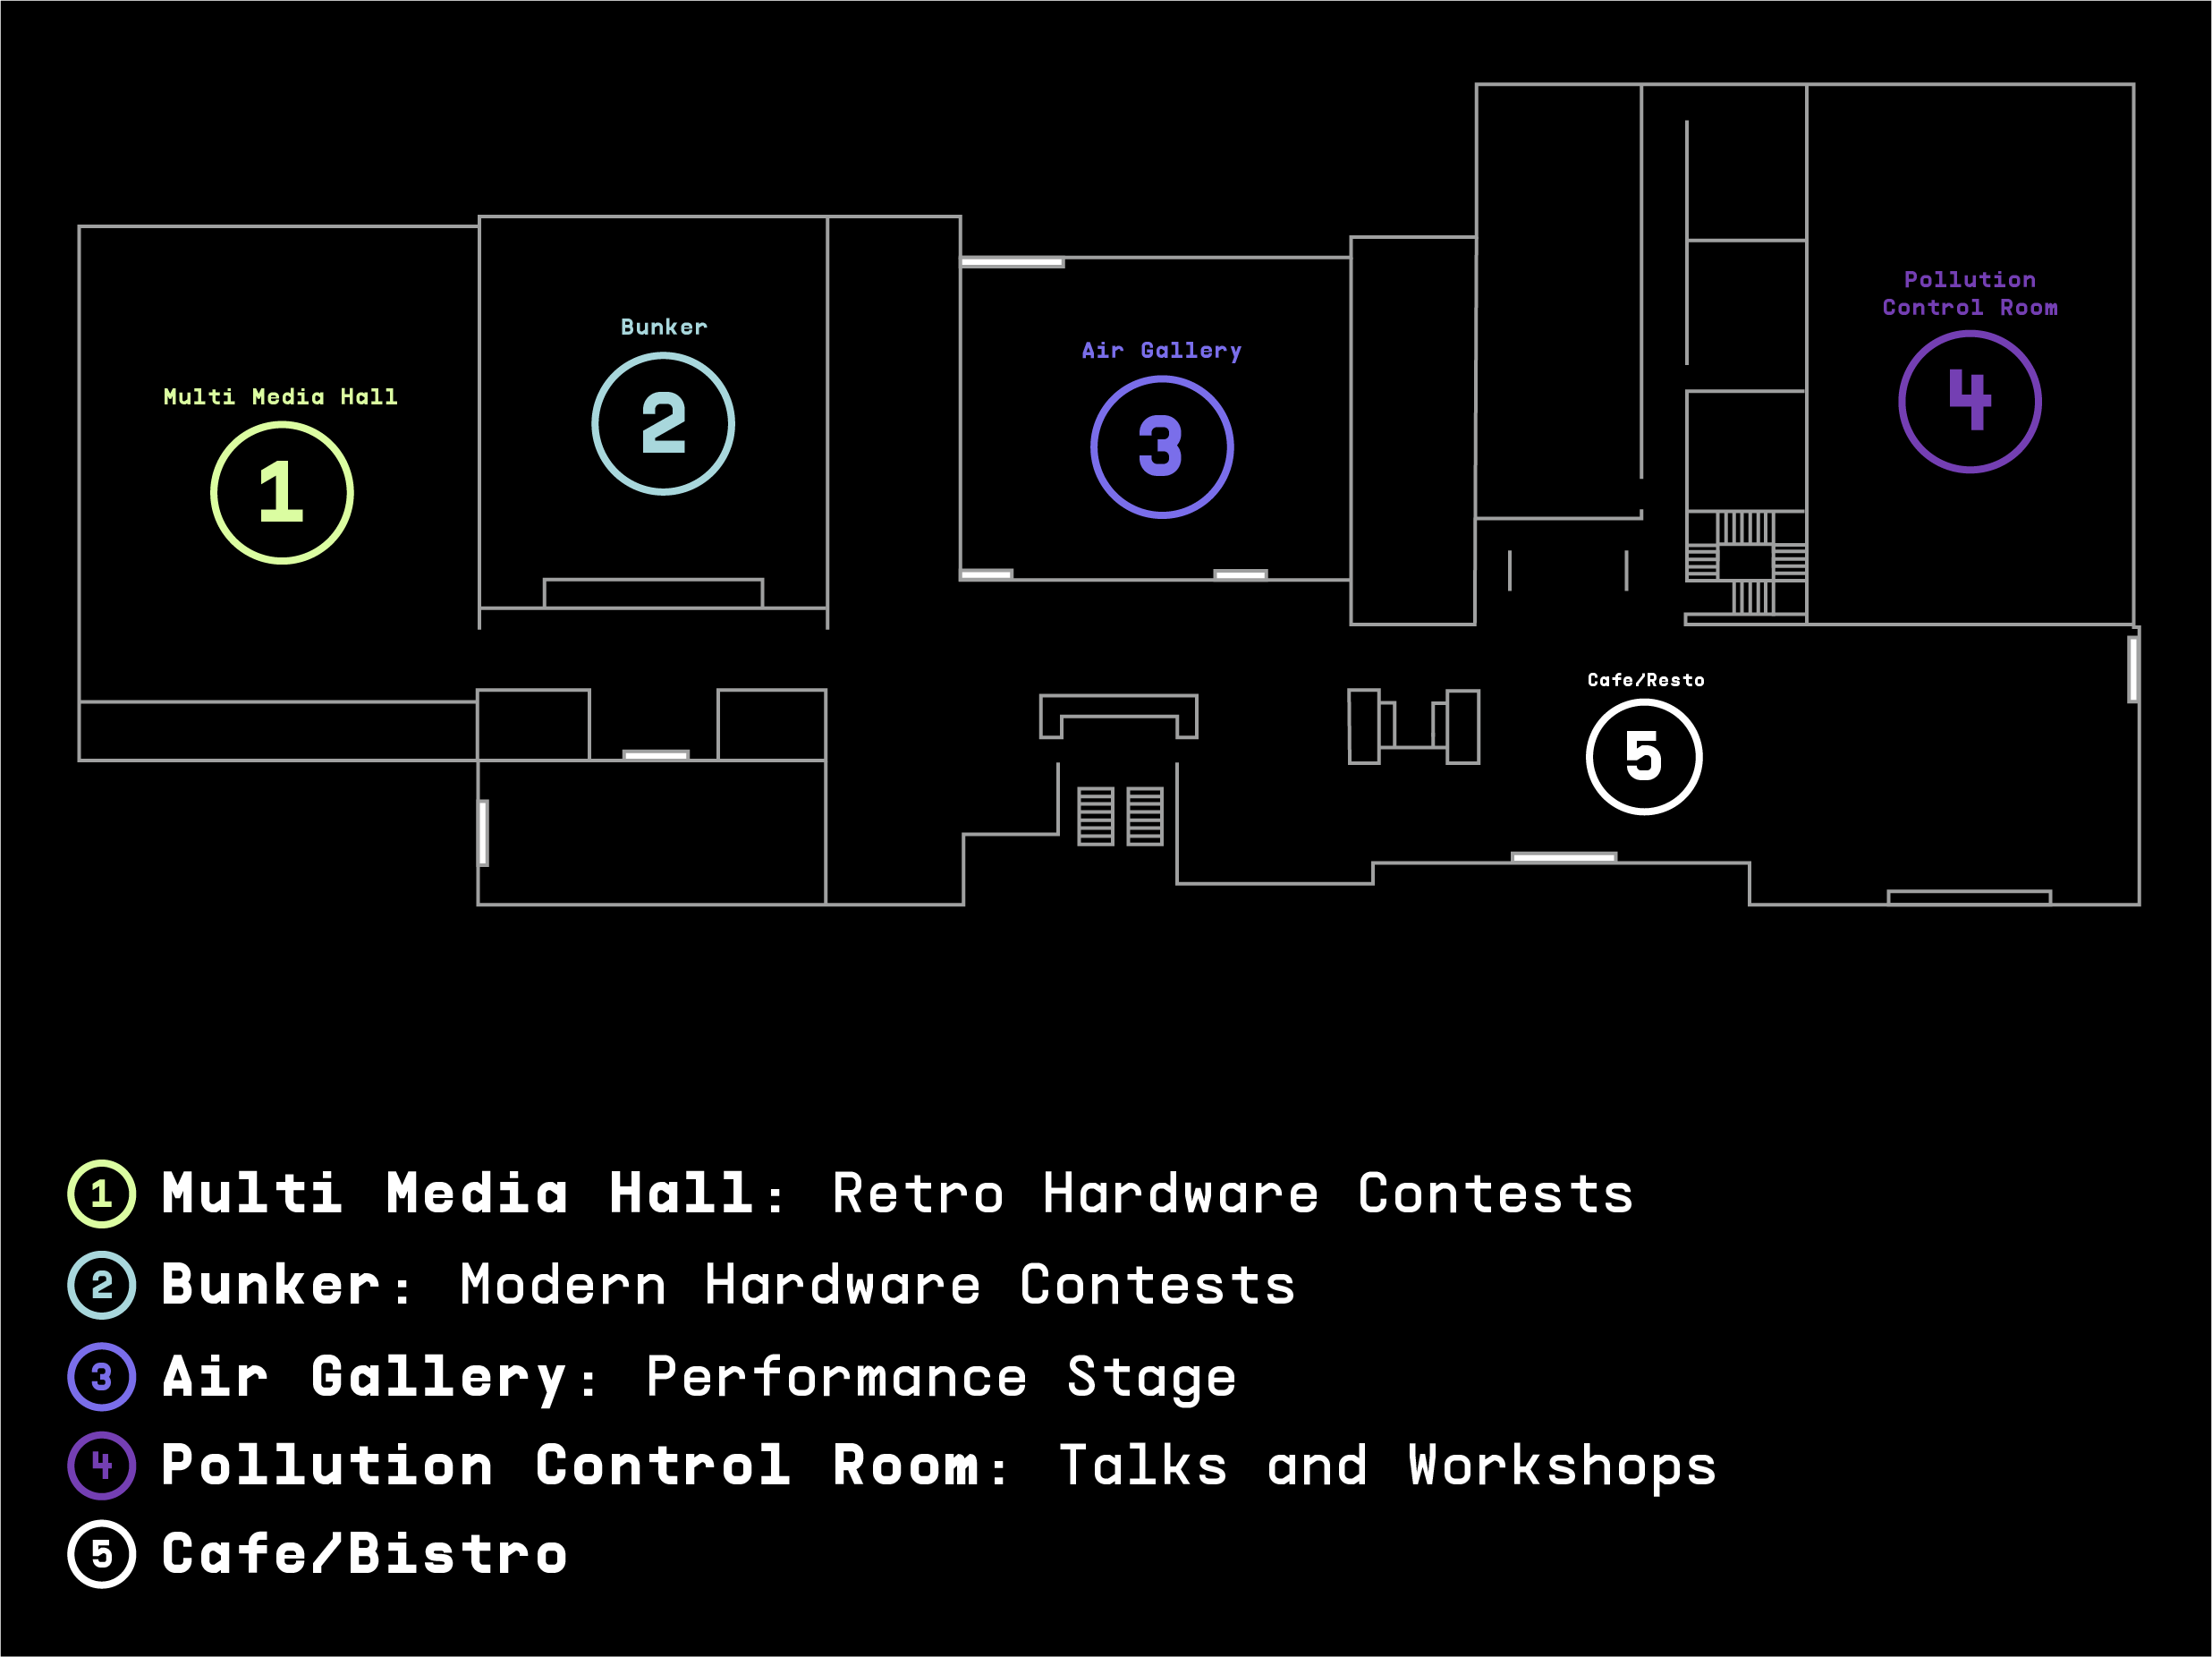 Pollution
Control Room
4
Bunker
2
Air Gallery
3
Multi Media Hall
1
Cafe/Resto
5
1 Multi Media Hall: Retro Hardware Contests
2 Bunker: Modern Hardware Contests
3 Air Gallery: Performance Stage
4 Pollution Control Room: Talks and Workshops
5 Cafe/Bistro